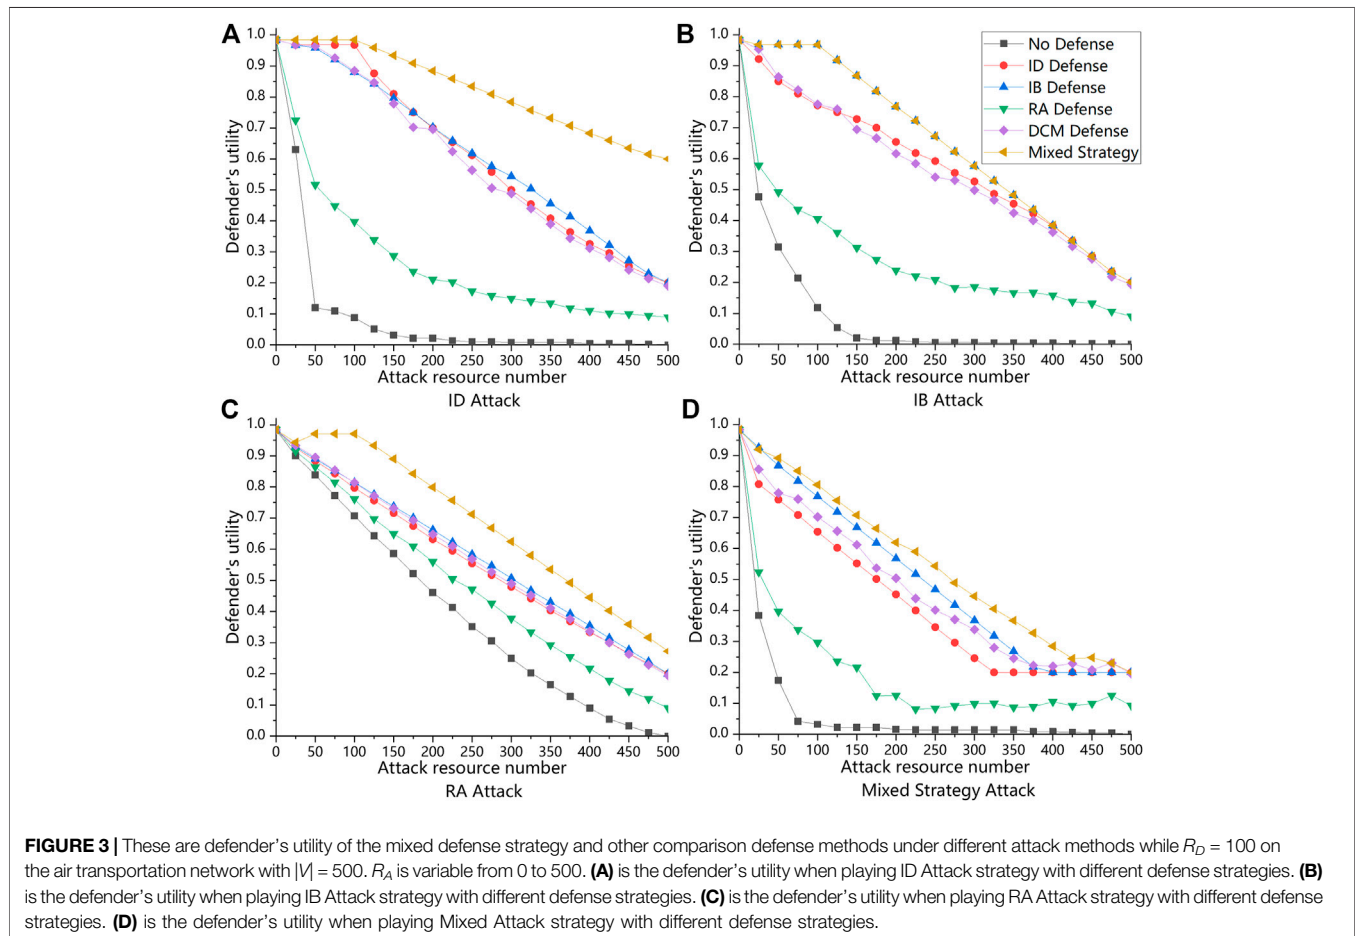 A
1.0
0.9
0.8
0.7
0.6
0.5
0.4
0.3
0.2
0.1
0.0
Defender's utility
0 50 100 150 200 250 300 350 400 450 500
Attack resource number
ID Attack
B
1.0
0.9
0.8
0.7
0.6
0.5
0.4
0.3
0.2
0.1
0.0
Defender's utility
No Defense
ID Defense
IB Defense
RA Defense
DCM Defense
Mixed Strategy
0 50 100 150 200 250 300 350 400 450 500
Attack resource number
IB Attack
C
1.0
0.9
0.8
0.7
0.6
0.5
0.4
0.3
0.2
0.1
0.0
Defender's utility
0 50 100 150 200 250 300 350 400 450 500
Attack resource number
RA Attack
D
1.0
0.9
0.8
0.7
0.6
0.5
0.4
0.3
0.2
0.1
0.0
Defender's utility
0 50 100 150 200 250 300 350 400 450 500
Attack resource number
Mixed Strategy Attack
FIGURE 3 | These are defender's utility of the mixed defense strategy and other comparison defense methods under different attack methods while R_D = 100 on
the air transportation network with |V| = 500. R_A is variable from 0 to 500. (A) is the defender's utility when playing ID Attack strategy with different defense strategies. (B)
is the defender's utility when playing IB Attack strategy with different defense strategies. (C) is the defender's utility when playing RA Attack strategy with different defense
strategies. (D) is the defender's utility when playing Mixed Attack strategy with different defense strategies.